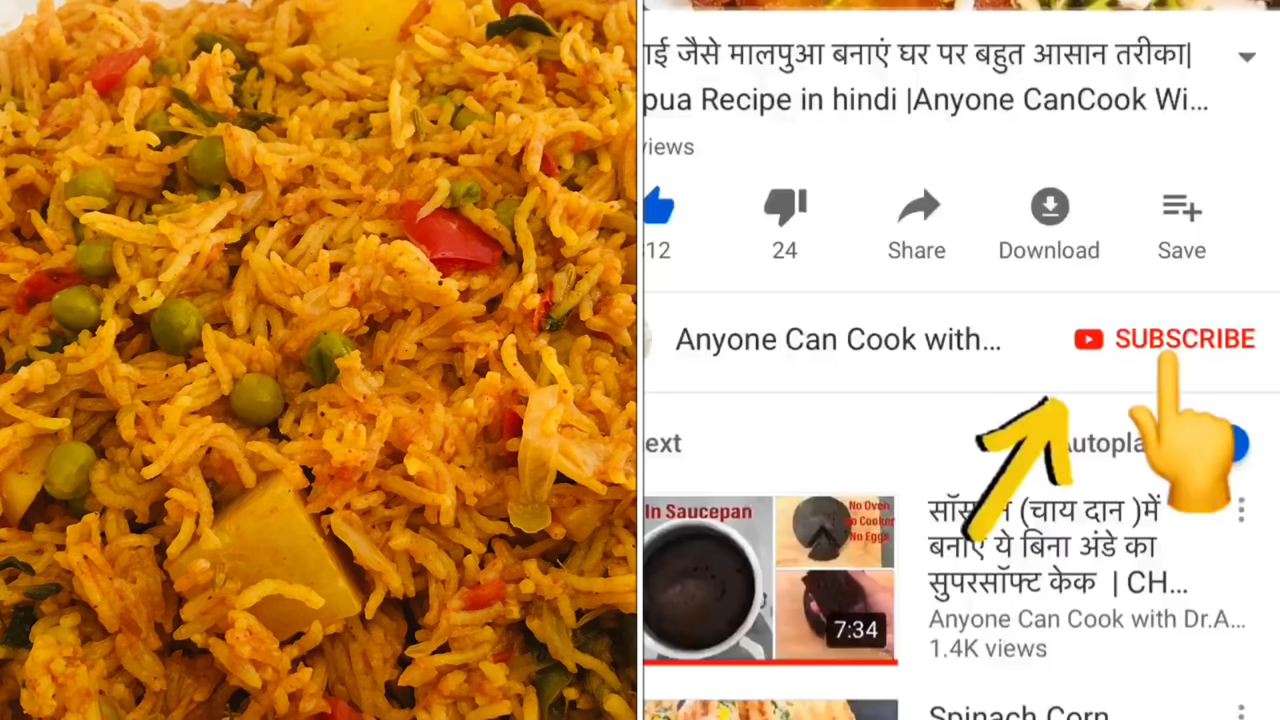 ाई जैसे मालपुआ बनाएं घर पर बहुत आसान तरीका|
pua Recipe in hindi |Anyone CanCook Wi...
views
12
24
Share
Download
Save
Anyone Can Cook with...
SUBSCRIBE
ext
Autopla
In Saucepan
No Oven
No Cooker
No Eggs
7:34
(चाय दान )में
बनाएं ये बिना अंडे का
सुपरसॉफ्ट केक | CH...
Anyone Can Cook with Dr.A...
1.4K views
Spinach Corn